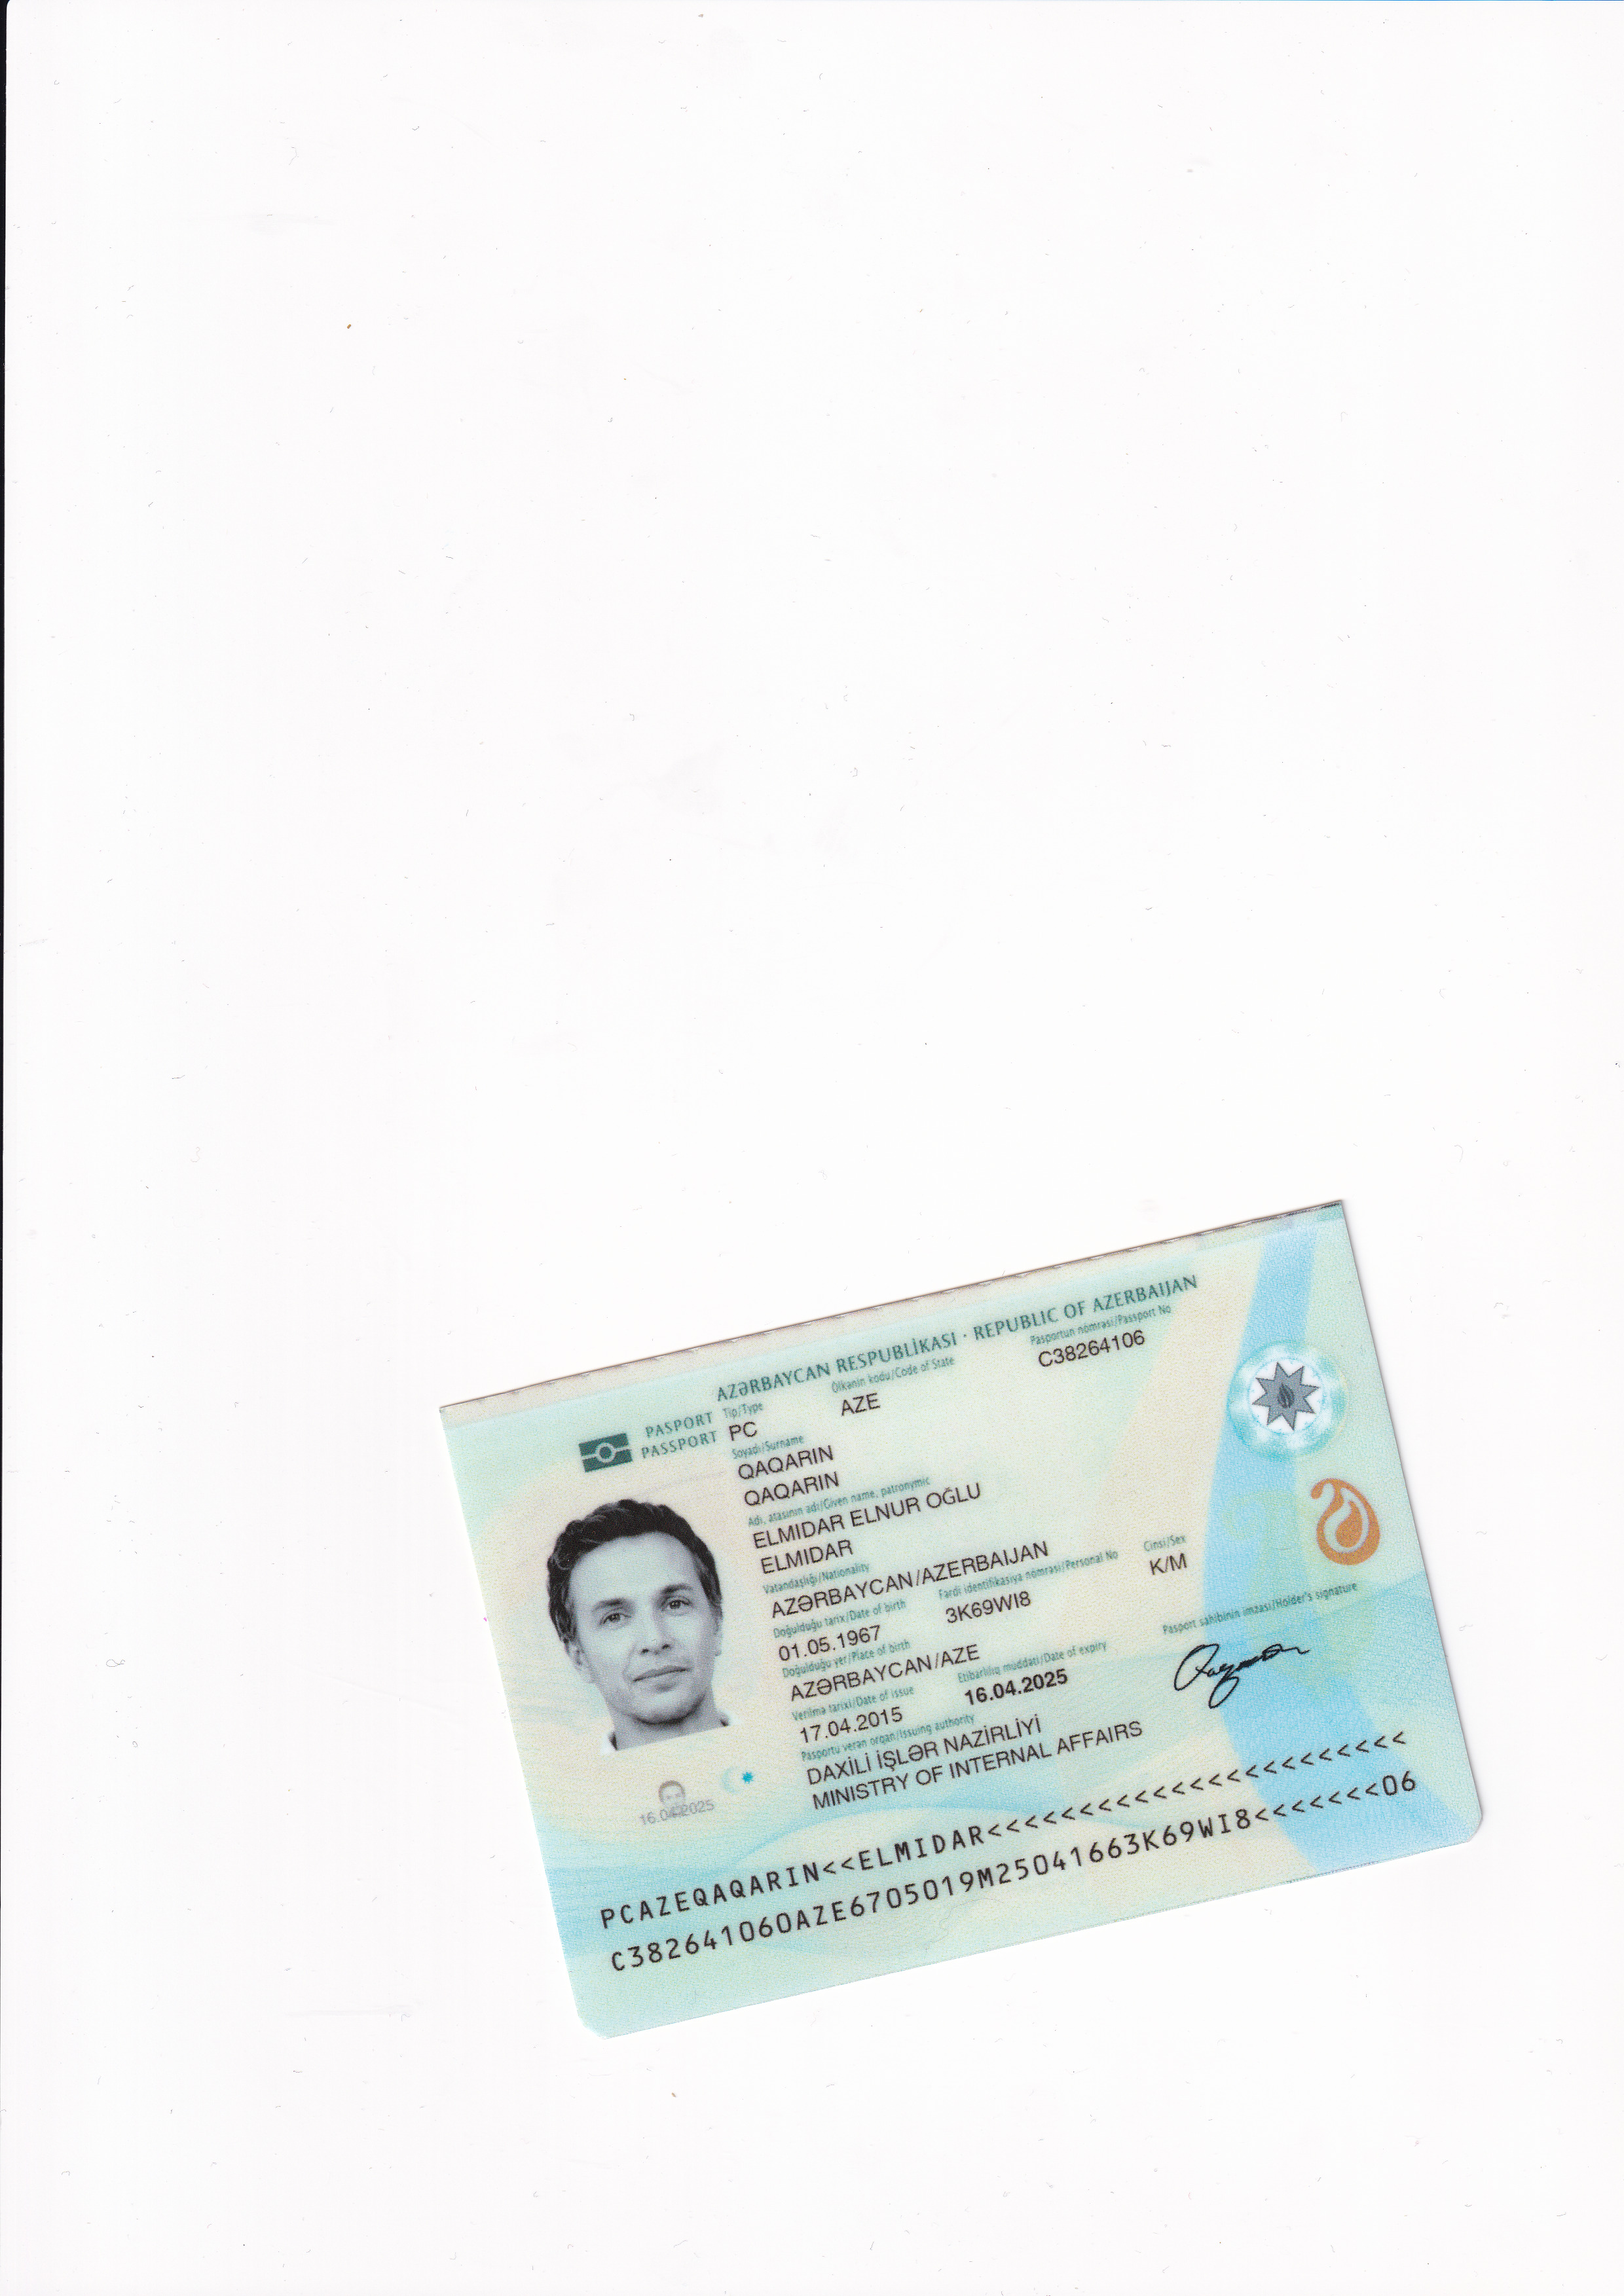 AZƏRBAYCAN RESPUBLİKASI · REPUBLIC OF AZERBAIJAN
PASPORT
PASSPORT
Tip/Type
Ölkənin kodu/Code of State
Pasportun nömrəsi/Passport No
PC
AZE
C38264106
Soyadı/Surname
QAQARIN
QAQARIN
Adı, atasının adı/Given name, patronymic
ELMIDAR ELNUR OĞLU
ELMIDAR
Vətəndaşlığı/Nationality
AZƏRBAYCAN/AZERBAIJAN
Doğulduğu tarix/Date of birth
Fərdi identifikasiya nömrəsi/Personal No
Cinsi/Sex
01.05.1967
3K69WI8
K/M
Doğulduğu yer/Place of birth
AZƏRBAYCAN/AZE
Pasport sahibinin imzası/Holder's signature
Verilmə tarixi/Date of issue
Etibarlılıq müddəti/Date of expiry
17.04.2015
16.04.2025
Pasportu verən orqan/Issuing authority
DAXİLİ İŞLƏR NAZİRLİYİ
MINISTRY OF INTERNAL AFFAIRS
16.04.2025
PCAZEQAQARIN<<ELMIDAR<<<<<<<<<<<<<<<<<<<<<<<
C382641060AZE6705019M25041663K69WI8<<<<<<<06